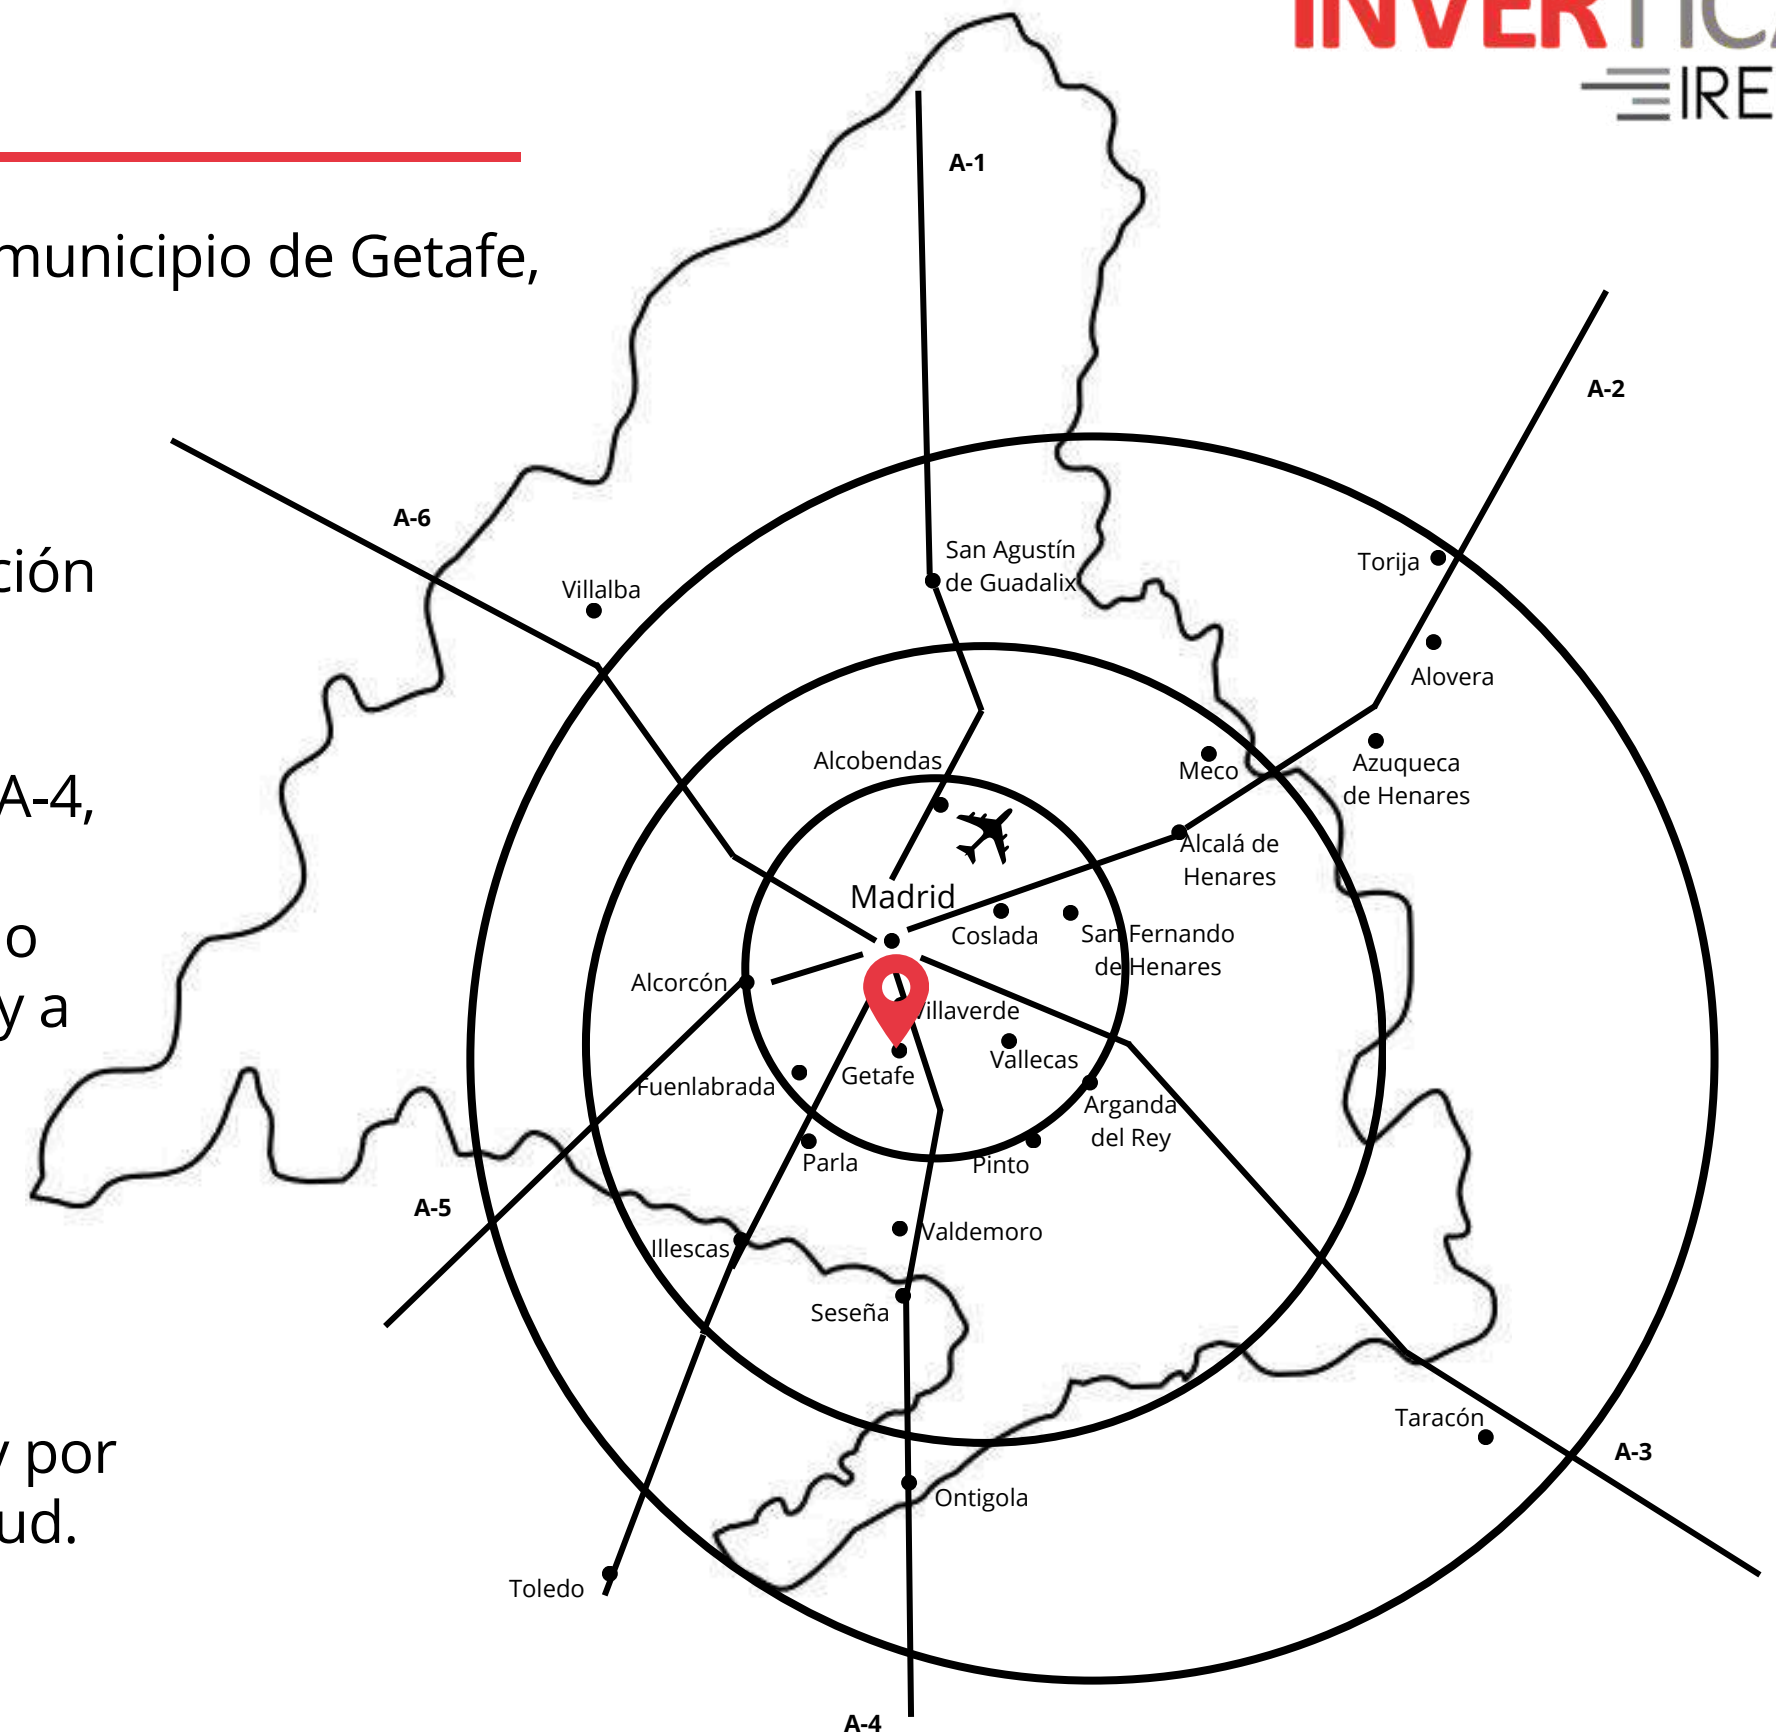 INVERTICA
IRE
municipio de Getafe,
ción
A-4,
o
y a
y por
ud.
A-1
A-2
A-6
San Agustín
de Guadalix
Torija
Villalba
Alovera
Alcobendas
Meco
Azuqueca
de Henares
Alcalá de
Henares
Madrid
Coslada
San Fernando
de Henares
Alcorcón
Villaverde
Vallecas
Fuenlabrada
Getafe
Arganda
del Rey
Parla
Pinto
A-5
Valdemoro
Illescas
Seseña
Taracón
A-3
Ontigola
Toledo
A-4